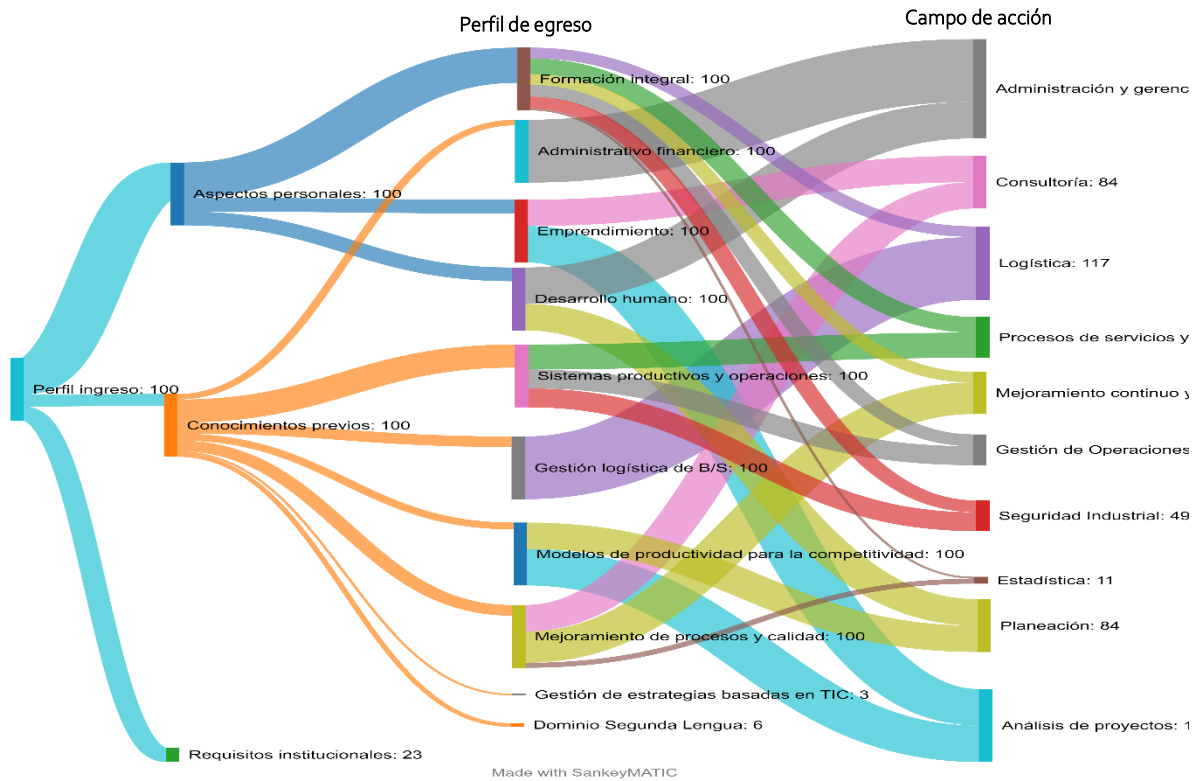 Perfil de egreso
Campo de acción
Perfil ingreso: 100
Aspectos personales: 100
Conocimientos previos: 100
Requisitos institucionales: 23
Formación integral: 100
Administrativo financiero: 100
Emprendimiento: 100
Desarrollo humano: 100
Sistemas productivos y operaciones: 100
Gestión logística de B/S: 100
Modelos de productividad para la competitividad: 100
Mejoramiento de procesos y calidad: 100
Gestión de estrategias basadas en TIC: 3
Dominio Segunda Lengua: 6
Administración y gerenc
Consultoría: 84
Logística: 117
Procesos de servicios y
Mejoramiento continuo y
Gestión de Operaciones
Seguridad Industrial: 49
Estadística: 11
Planeación: 84
Análisis de proyectos: 1
Made with SankeyMATIC